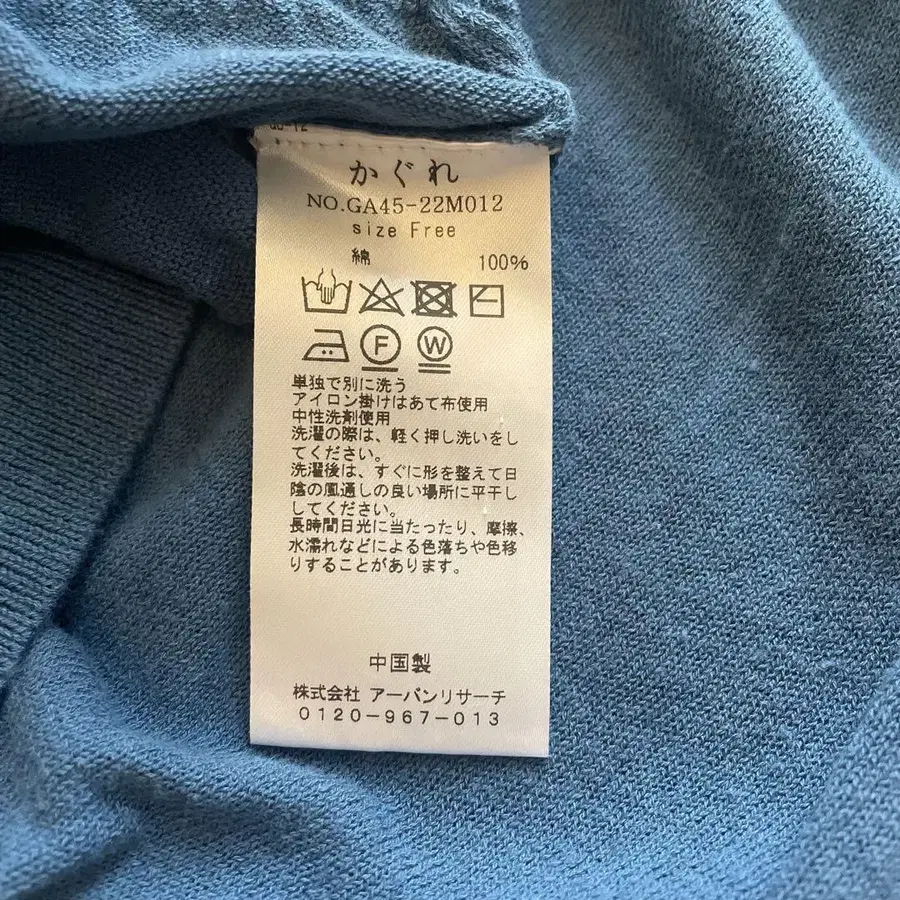 かぐれ
NO.GA45-22M012
size Free
綿 100%
F W
単独で別に洗う
アイロン掛けはあて布使用
中性洗剤使用
洗濯の際は、軽く押し洗いをし
てください。
洗濯後は、すぐに形を整えて日
陰の風通しの良い場所に平干し
してください。
長時間日光に当たったり、摩擦、
水濡れなどによる色落ちや色移
りすることがあります。
中国製
株式会社 アーバンリサーチ
0120-967-013